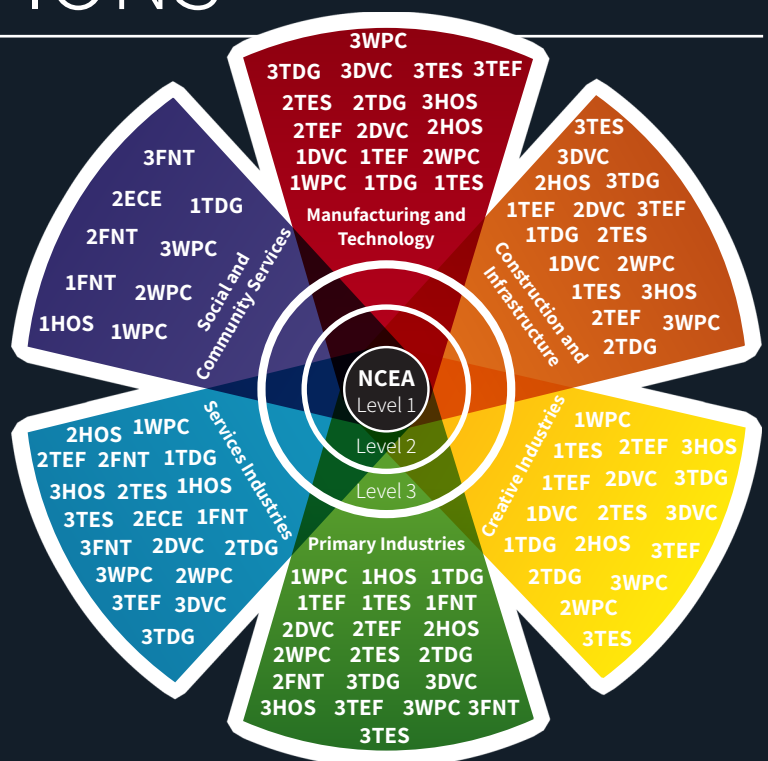 3WPC
3TDG 3DVC 3TES 3TEF
2TES 2TDG 3HOS
2TEF 2DVC 2HOS
1DVC 1TEF 2WPC
1WPC 1TDG 1TES
Manufacturing and
Technology
3TES
3DVC
2HOS 3TDG
1TEF 2DVC 3TEF
1TDG 2TES
1DVC 2WPC
1TES 3HOS
2TEF 3WPC
2TDG
Construction and
Infrastructure
3FNT
2ECE 1TDG
2FNT 3WPC
1FNT 2WPC
1HOS 1WPC
Social and
Community Services
NCEA
Level 1
Level 2
Level 3
2HOS 1WPC
2TEF 2FNT 1TDG
3HOS 2TES 1HOS
3TES 2ECE 1FNT
3FNT 2DVC 2TDG
3WPC 2WPC
3TEF 3DVC
3TDG
Services Industries
Creative Industries
1WPC
1TES 2TEF 3HOS
1TEF 2DVC 3TDG
1DVC 2TES 3DVC
1TDG 2HOS 3TEF
2TDG 3WPC
2WPC
3TES
Primary Industries
1WPC 1HOS 1TDG
1TEF 1TES 1FNT
2DVC 2TEF 2HOS
2WPC 2TES 2TDG
2FNT 3TDG 3DVC
3HOS 3TEF 3WPC 3FNT
3TES